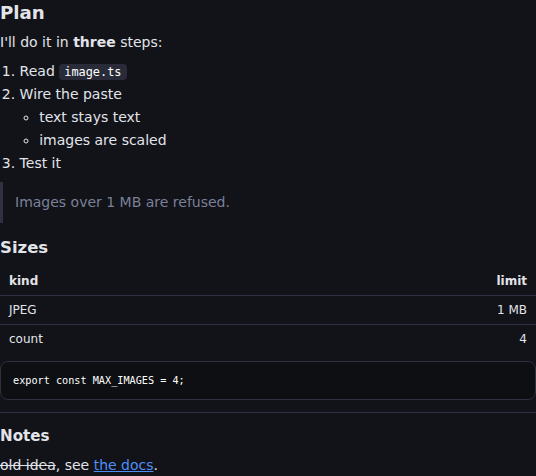 Plan
I'll do it in three steps:
1. Read image.ts
2. Wire the paste
◦ text stays text
◦ images are scaled
3. Test it
Images over 1 MB are refused.
Sizes
kind limit
JPEG 1 MB
count 4
export const MAX_IMAGES = 4;
Notes
old idea, see the docs.